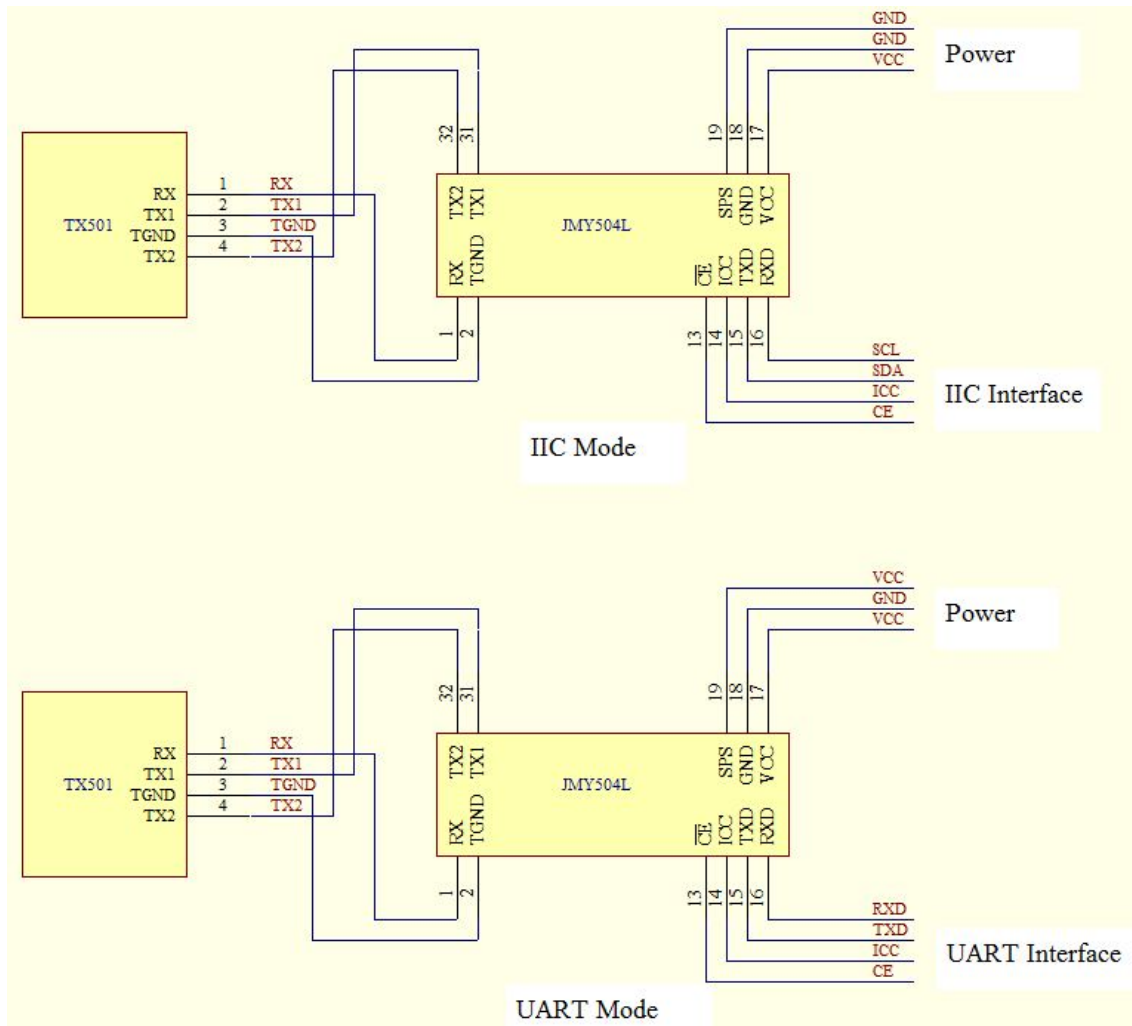 GND
GND
VCC
Power
32
31
19
18
17
TX501
RX
TX1
TGND
TX2
1
2
3
4
RX
TX1
TGND
TX2
TX2
TX1
SPS
GND
VCC
JMY504L
RX
TGND
CE
ICC
TXD
RXD
1
2
13
14
15
16
SCL
SDA
ICC
CE
IIC Interface
IIC Mode
VCC
GND
VCC
Power
32
31
19
18
17
TX501
RX
TX1
TGND
TX2
1
2
3
4
RX
TX1
TGND
TX2
TX2
TX1
SPS
GND
VCC
JMY504L
RX
TGND
CE
ICC
TXD
RXD
1
2
13
14
15
16
RXD
TXD
ICC
CE
UART Interface
UART Mode